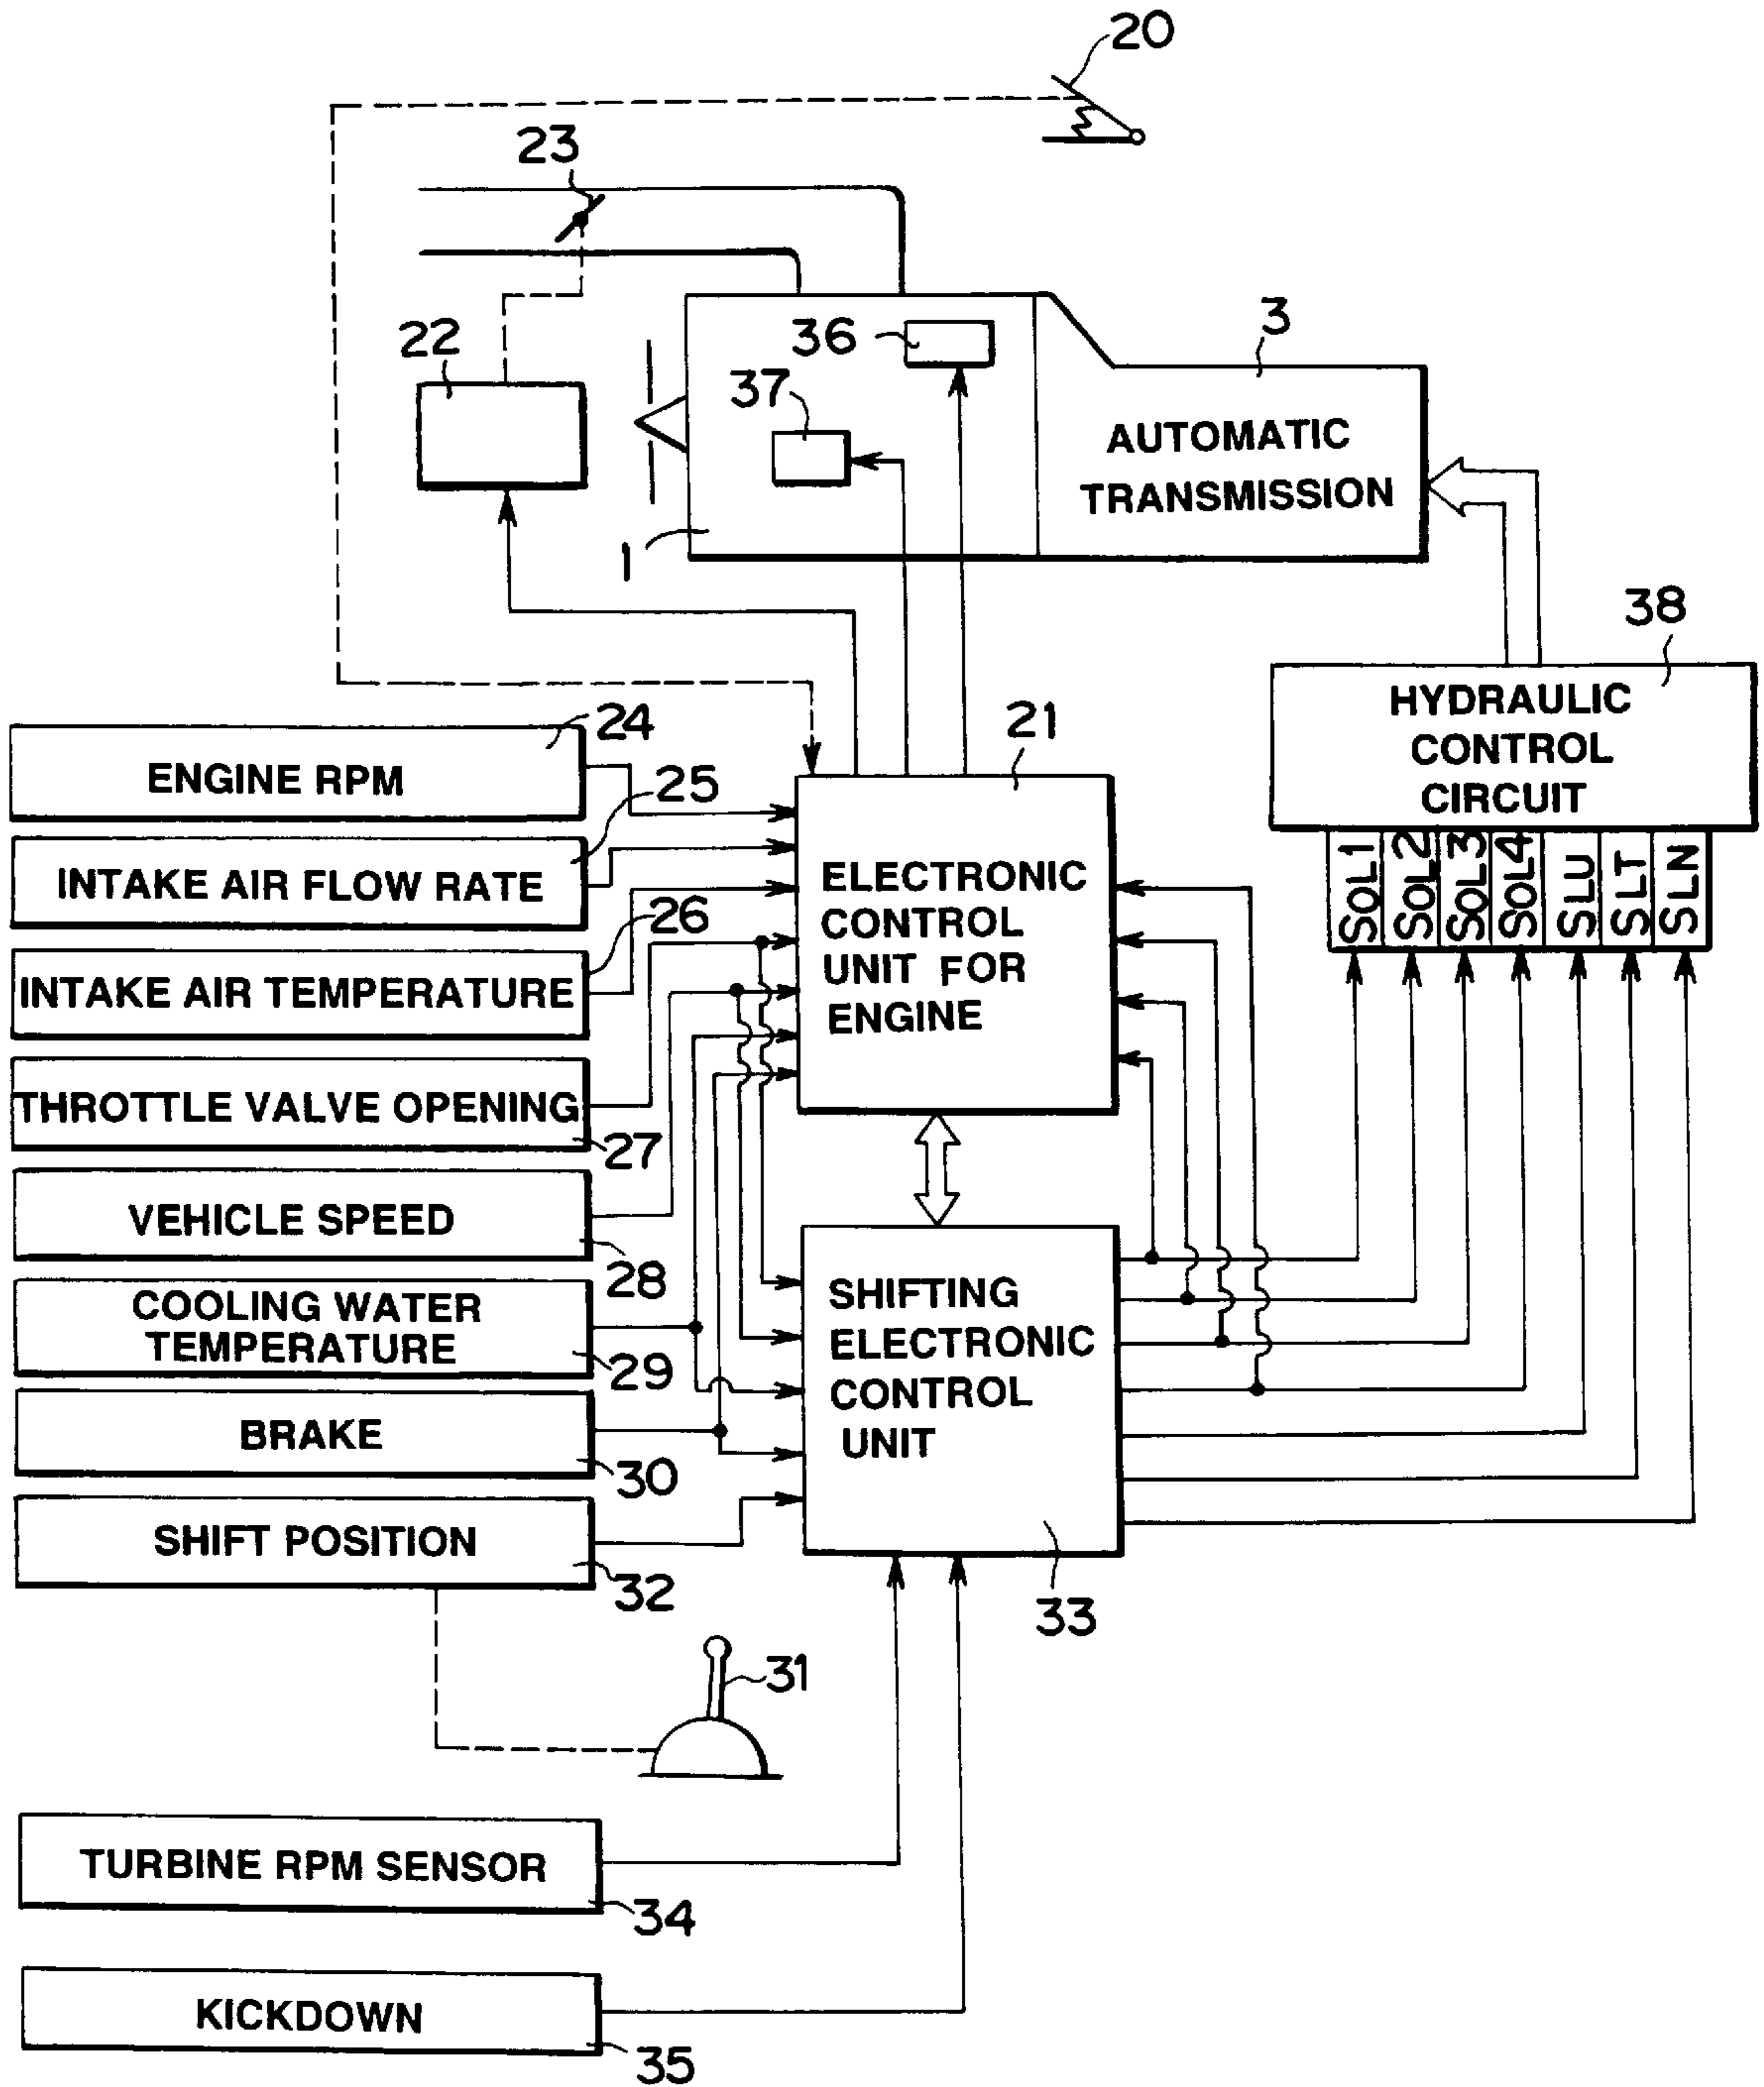 20
23
22
36
3
37
AUTOMATIC
TRANSMISSION
1
38
HYDRAULIC
CONTROL
CIRCUIT
SOL1
SOL2
SOL3
SOL4
SLU
SLT
SLN
24
ENGINE RPM
25
INTAKE AIR FLOW RATE
26
INTAKE AIR TEMPERATURE
THROTTLE VALVE OPENING
27
VEHICLE SPEED
28
COOLING WATER
TEMPERATURE
29
BRAKE
30
SHIFT POSITION
32
21
ELECTRONIC
CONTROL
UNIT FOR
ENGINE
SHIFTING
ELECTRONIC
CONTROL
UNIT
33
31
TURBINE RPM SENSOR
34
KICKDOWN
35